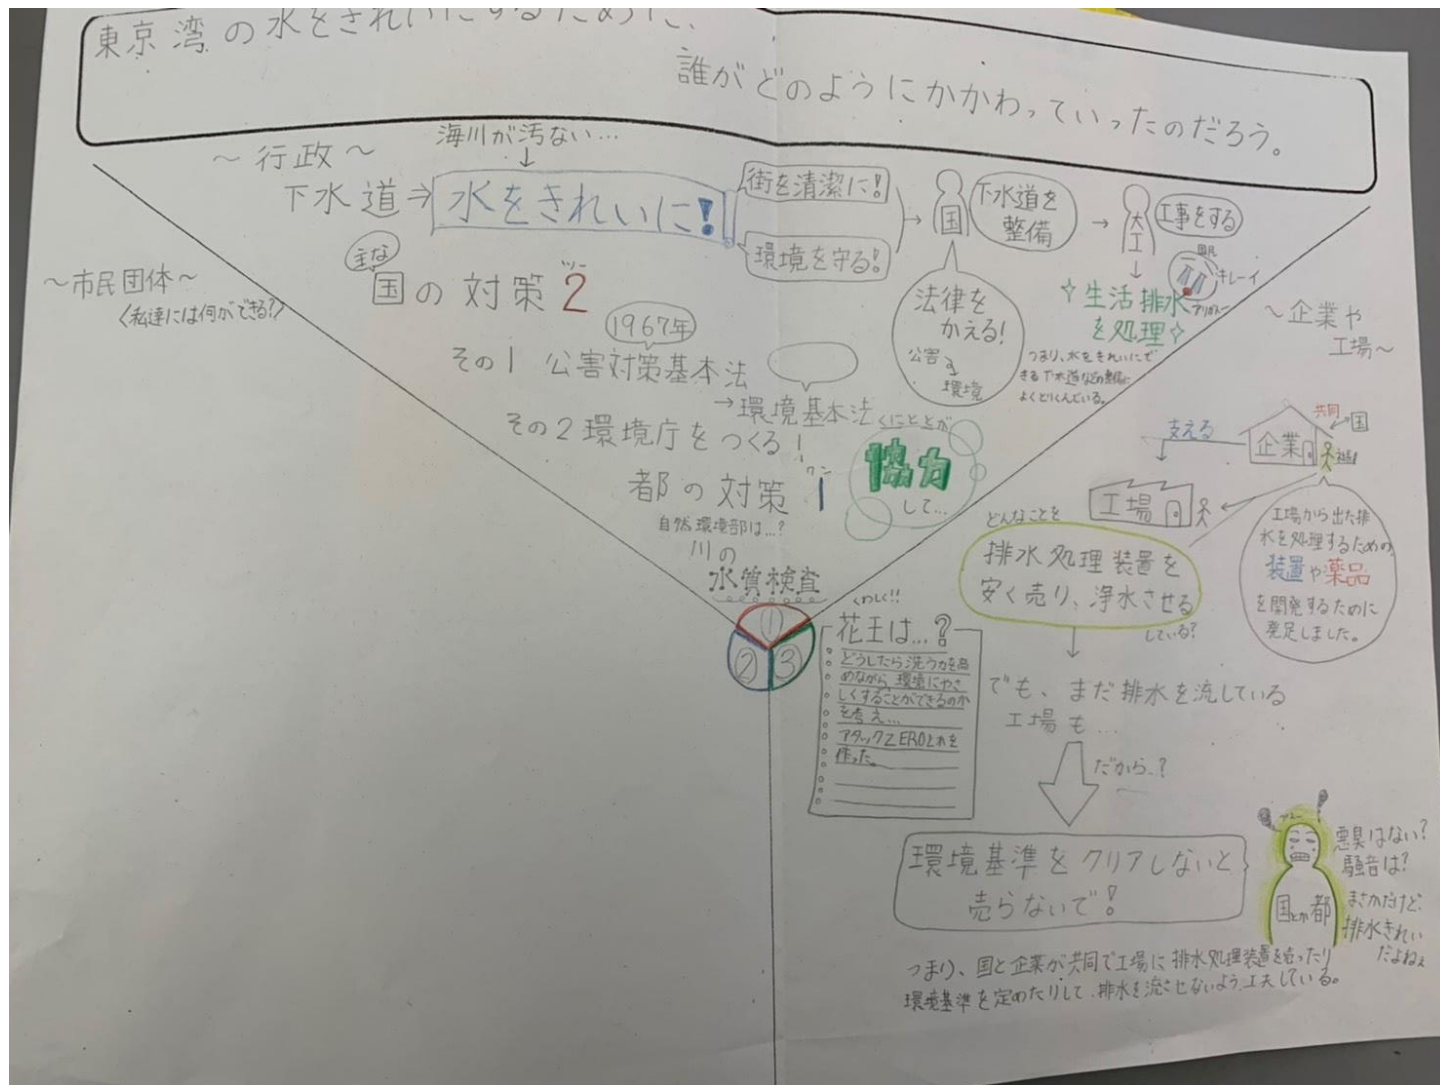 東京湾の水をきれいにするために、
誰がどのようにかかわっていったのだろう。
～行政～
海川が汚ない…
下水道⇒水をきれいに!
街を清潔に!
環境を守る!
国
下水道を
整備
大工
工事をする
国民
キレーイ
アリガトー
法律を
かえる!
公害
環境
生活排水
を処理
つまり、水をきれいにで
きる下水道などの整備に
よくとりくんでいる。
主な
国の対策2
ツー
1967年
その1 公害対策基本法
→環境基本法
その2 環境庁をつくる!
くにととが
協力
して…
都の対策1
ワン
自然環境部は…?
川の
水質検査
①
②
③
～市民団体～
〈私達には何ができる?〉
～企業や
工場～
共同
国
企業
支える
工場
工場から出た排
水を処理するための、
装置や薬品
を開発するために
発足しました。
どんなことを
排水処理装置を
安く売り、浄水させる
している?
くわしく!!
花王は…?
どうしたら洗う力を高
めながら環境にやさ
しくすることができるのか
を考え…
アタックZEROとかを
作った。
でも、まだ排水を流している
工場も…
だから…?
環境基準をクリアしないと
売らないで!
国とか都
悪臭はない?
騒音は?
まさかだけど、
排水きれい
だよねぇ
つまり、国と企業が共同で工場に排水処理装置を売ったり
環境基準を定めたりして、排水を流させないよう、工夫している。